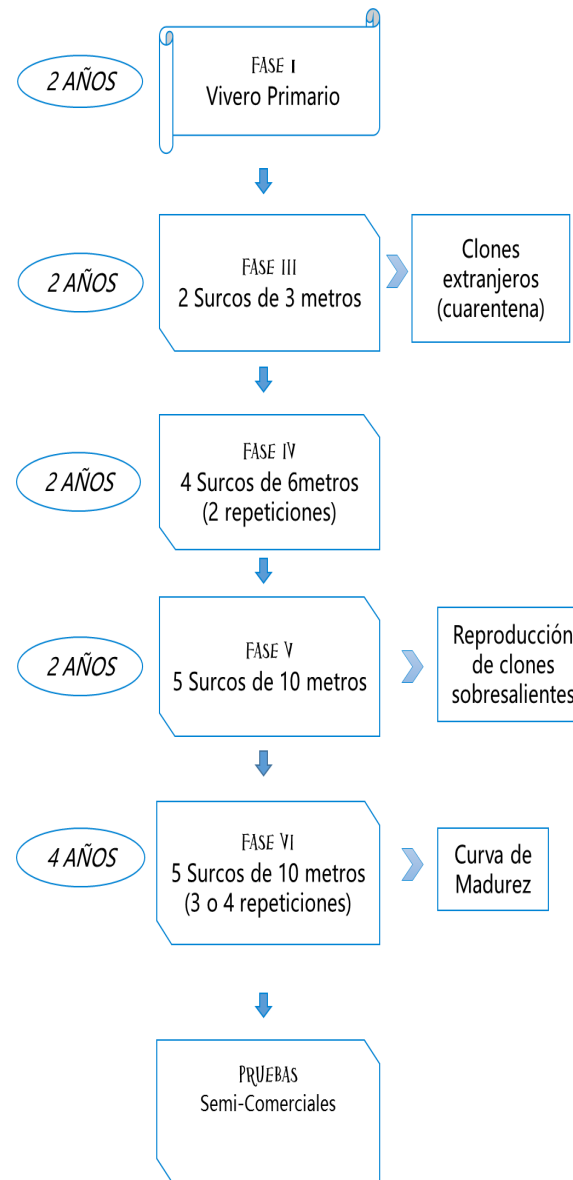 2 AÑOS
FASE I
Vivero Primario
2 AÑOS
FASE III
2 Surcos de 3 metros
Clones
extranjeros
(cuarentena)
2 AÑOS
FASE IV
4 Surcos de 6metros
(2 repeticiones)
2 AÑOS
FASE V
5 Surcos de 10 metros
Reproducción
de clones
sobresalientes
4 AÑOS
FASE VI
5 Surcos de 10 metros
(3 o 4 repeticiones)
Curva de
Madurez
PRUEBAS
Semi-Comerciales